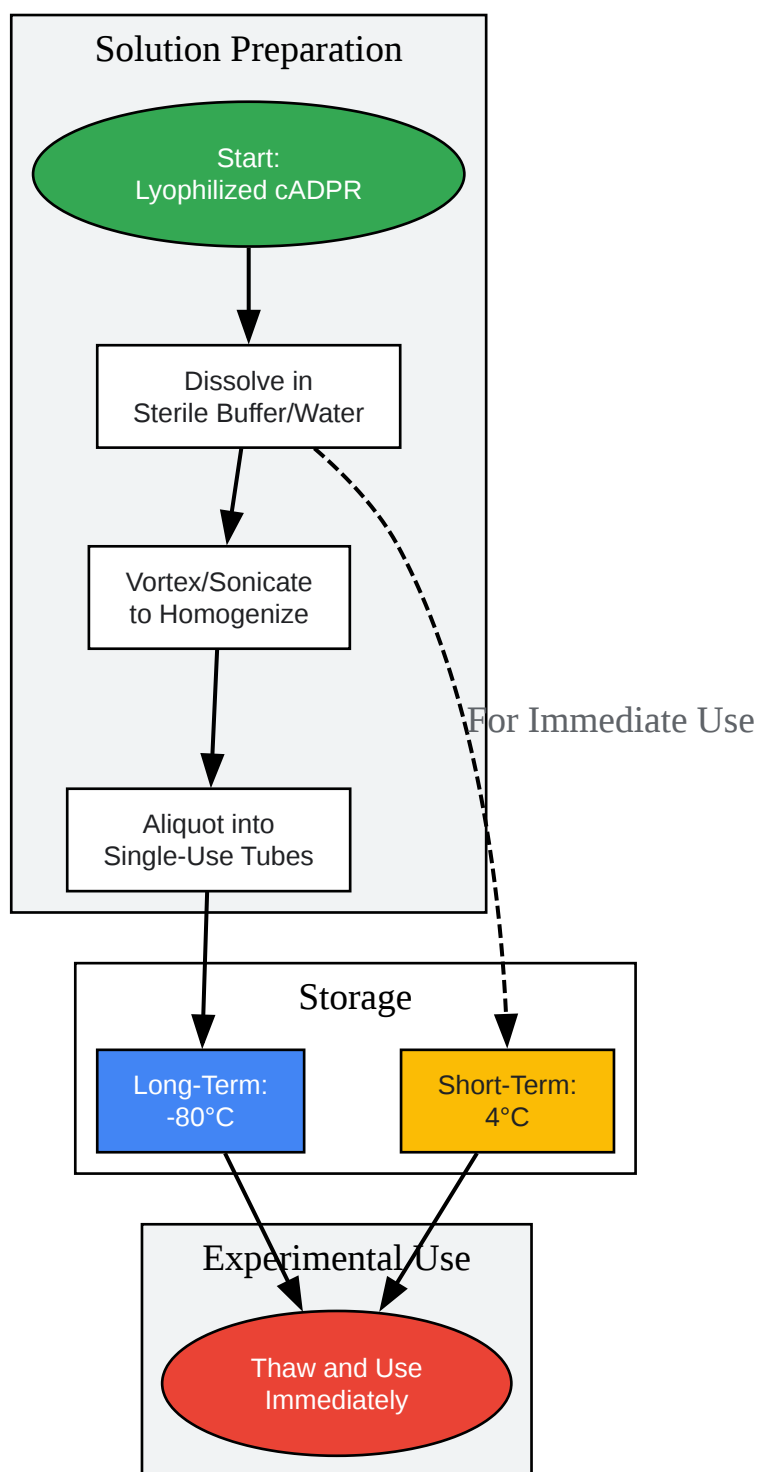 Solution Preparation
Start:
Lyophilized cADPR
Dissolve in
Sterile Buffer/Water
Vortex/Sonicate
to Homogenize
For Immediate Use
Aliquot into
Single-Use Tubes
Storage
Long-Term:
-80°C
Short-Term:
4°C
Experimental Use
Thaw and Use
Immediately